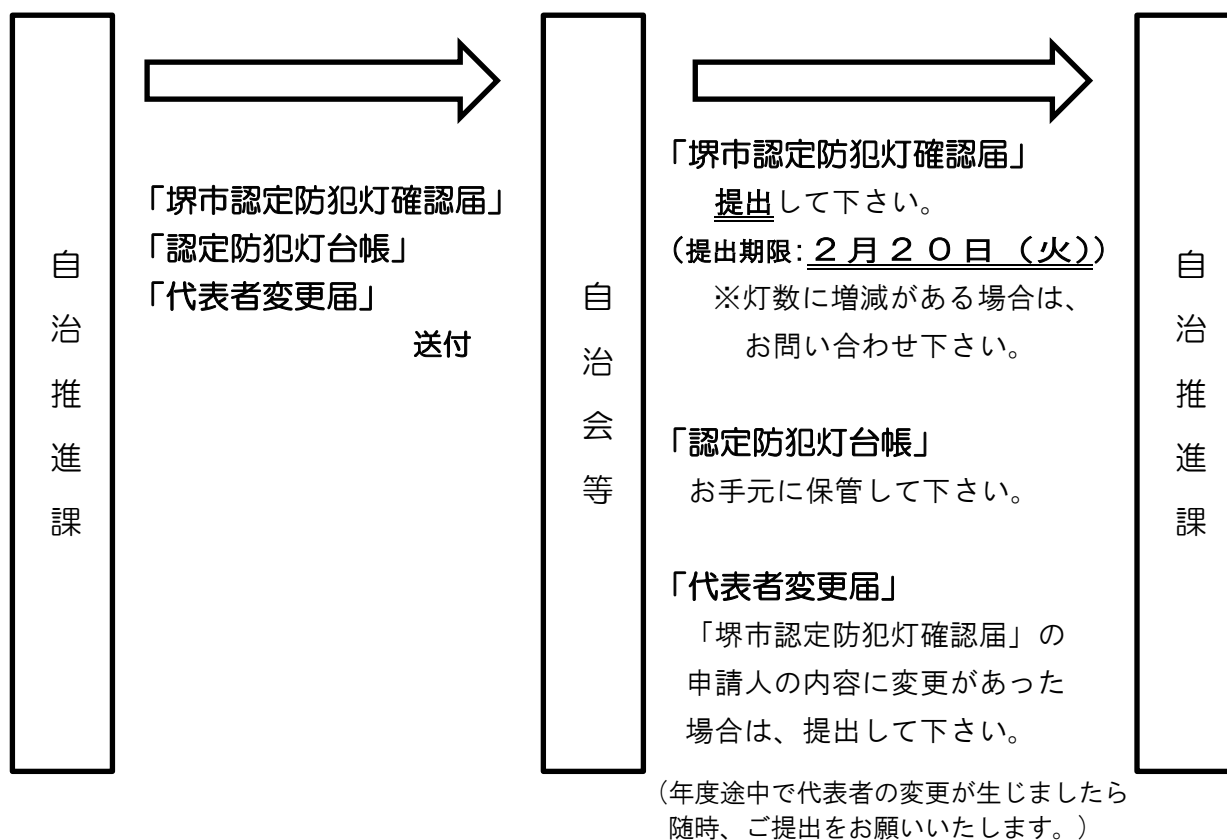 自治推進課
「堺市認定防犯灯確認届」
「認定防犯灯台帳」
「代表者変更届」
送付
自治会等
「堺市認定防犯灯確認届」
提出して下さい。
（提出期限：２月２０日（火））
※灯数に増減がある場合は、
お問い合わせ下さい。
「認定防犯灯台帳」
お手元に保管して下さい。
「代表者変更届」
「堺市認定防犯灯確認届」の
申請人の内容に変更があった
場合は、提出して下さい。
（年度途中で代表者の変更が生じましたら
随時、ご提出をお願いいたします。）
自治推進課